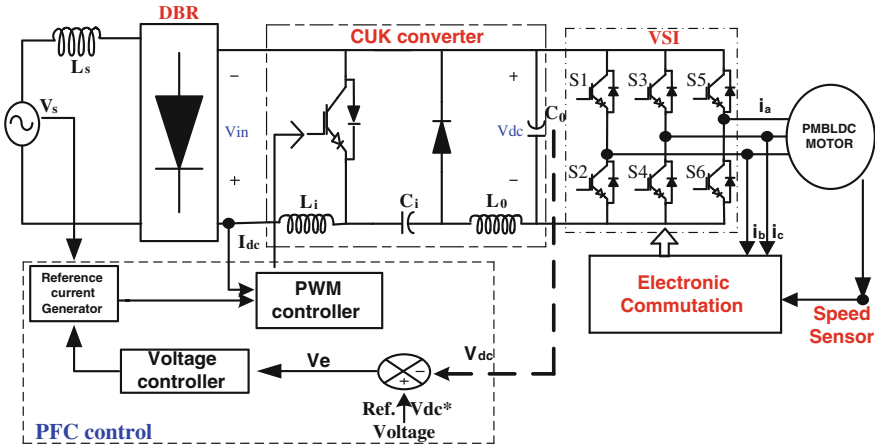 DBR
CUK converter
VSI
Ls
Vs
Vin
−
+
+
Vdc
−
C0
S1
S3
S5
S2
S4
S6
ia
PMBLDC
MOTOR
Li
Ci
L0
Idc
ib
ic
Reference
current
Generator
PWM
controller
Electronic
Commutation
Speed
Sensor
Voltage
controller
Ve
−
+
Vdc
Ref. Vdc*
Voltage
PFC control